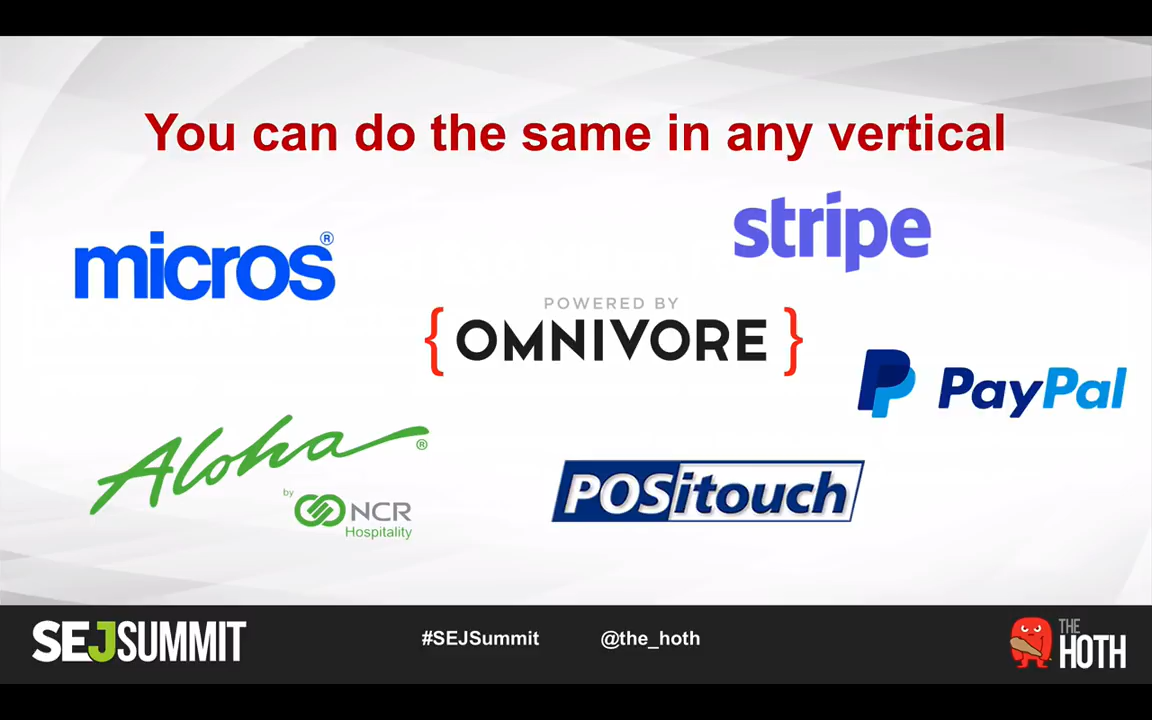 You can do the same in any vertical
stripe
micros®
POWERED BY
{ OMNIVORE }
PayPal
Aloha®
by NCR
Hospitality
POSitouch
SEJSUMMIT
#SEJSummit
@the_hoth
THE
HOTH